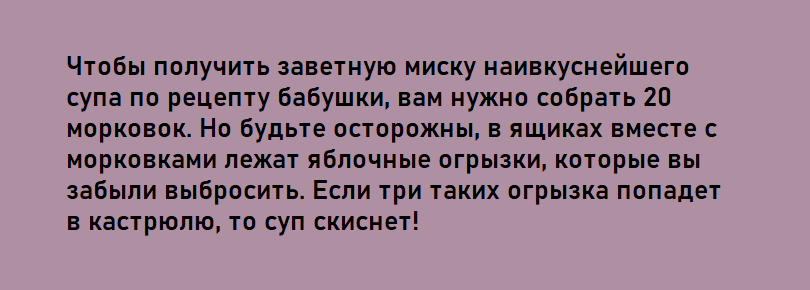 Чтобы получить заветную миску наивкуснейшего
супа по рецепту бабушки, вам нужно собрать 20
морковок. Но будьте осторожны, в ящиках вместе с
морковками лежат яблочные огрызки, которые вы
забыли выбросить. Если три таких огрызка попадет
в кастрюлю, то суп скиснет!